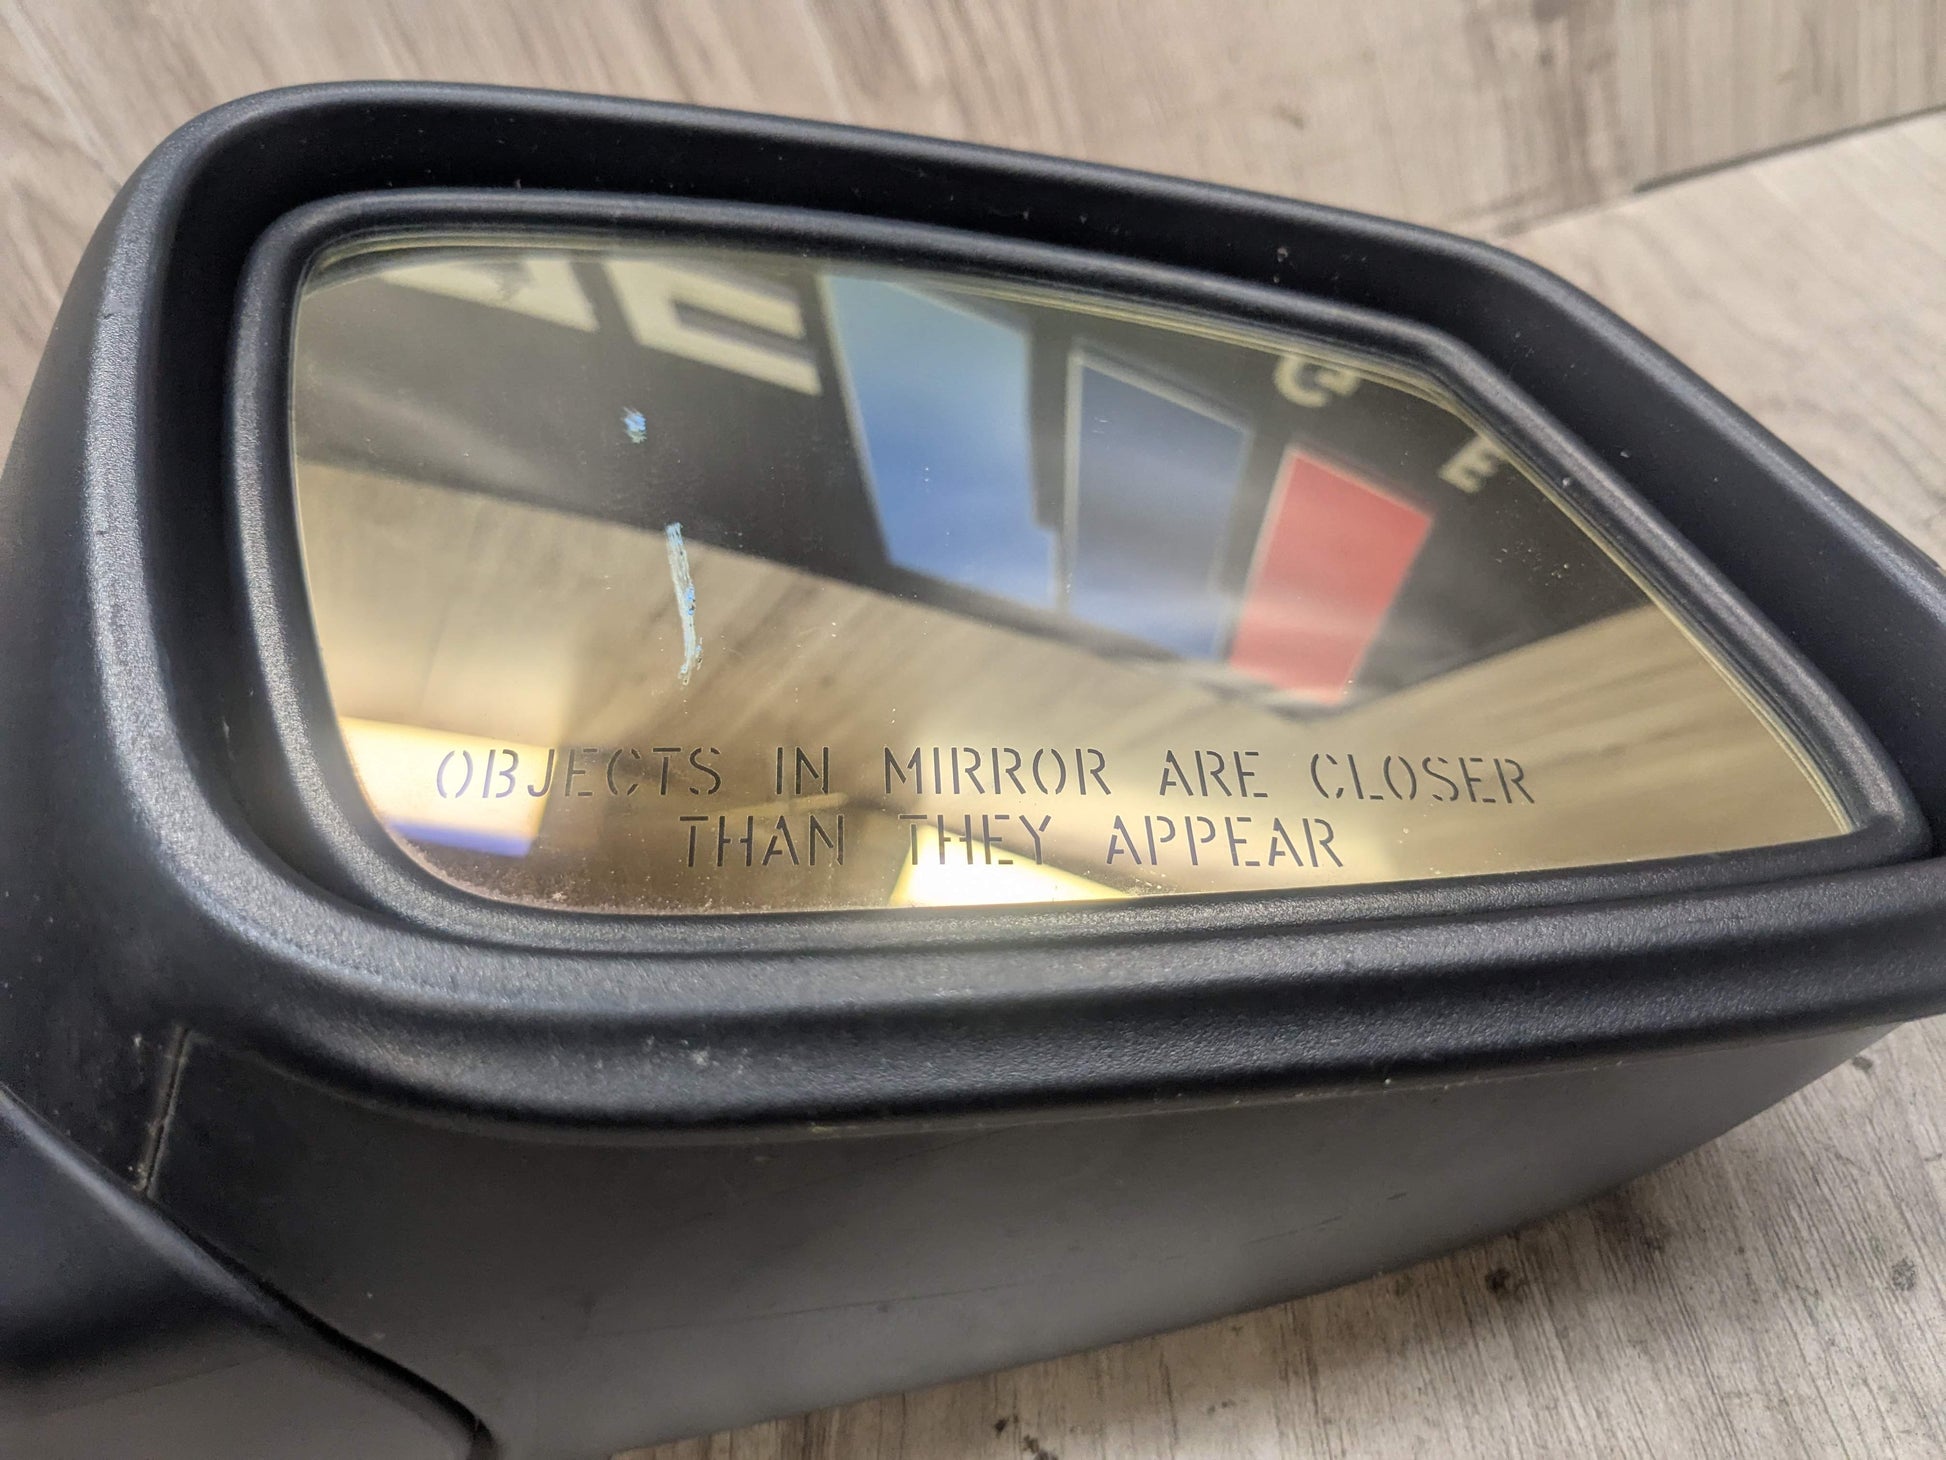 OBJECTS IN MIRROR ARE CLOSER
THAN THEY APPEAR